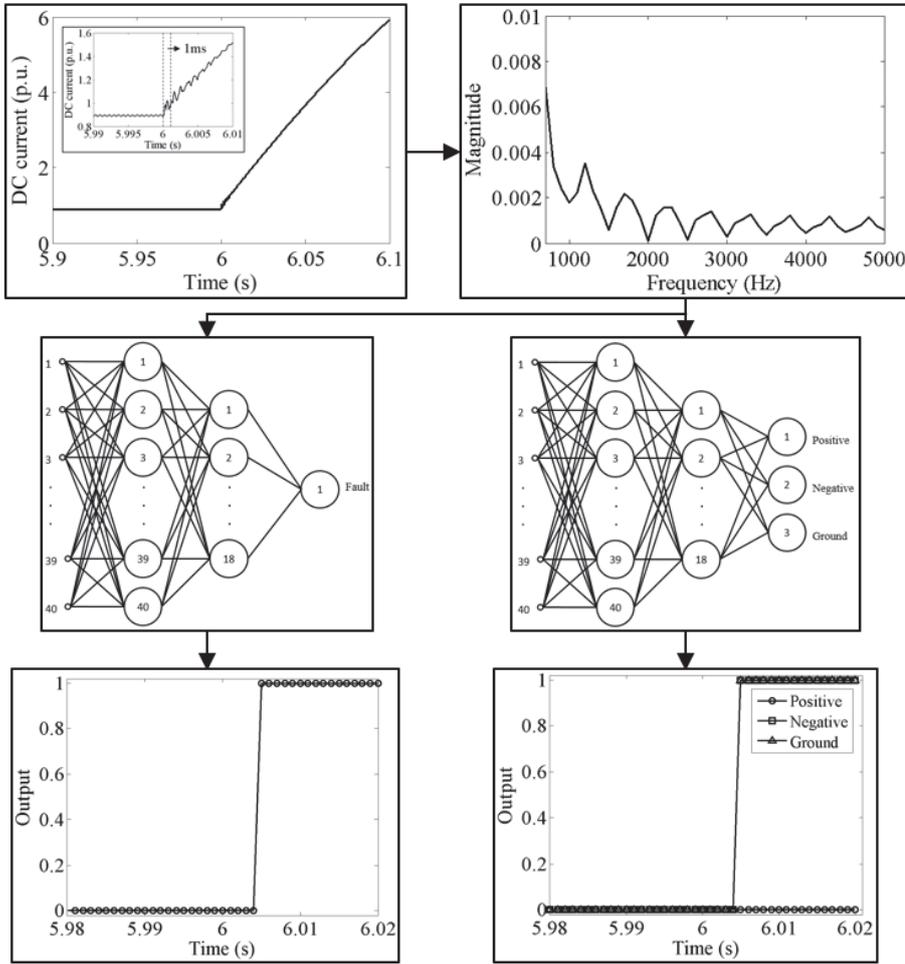 DC current (p.u.)
6
4
2
0
5.9 5.95 6 6.05 6.1
Time (s)
DC current (p.u.)
1.6
1.4
1.2
1
0.8
1ms
5.99 5.995 6 6.005 6.01
Time (s)
Magnitude
0.01
0.008
0.006
0.004
0.002
0
1000 2000 3000 4000 5000
Frequency (Hz)
1
2
3
39
40
1
2
3
39
40
1
2
18
1
Fault
1
2
3
39
40
1
2
3
39
40
1
2
18
1 Positive
2 Negative
3 Ground
Output
1
0.8
0.6
0.4
0.2
0
5.98 5.99 6 6.01 6.02
Time (s)
Output
1
0.8
0.6
0.4
0.2
0
Positive
Negative
Ground
5.98 5.99 6 6.01 6.02
Time (s)